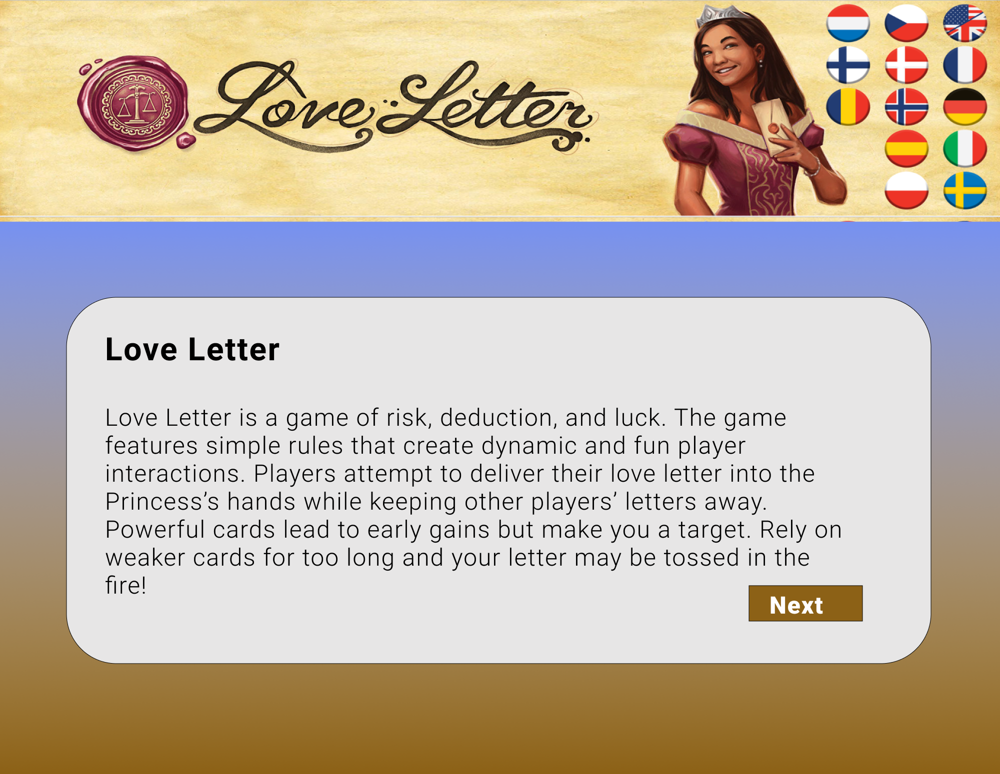 Love Letter
Love Letter
Love Letter is a game of risk, deduction, and luck. The game
features simple rules that create dynamic and fun player
interactions. Players attempt to deliver their love letter into the
Princess’s hands while keeping other players’ letters away.
Powerful cards lead to early gains but make you a target. Rely on
weaker cards for too long and your letter may be tossed in the
fire!
Next